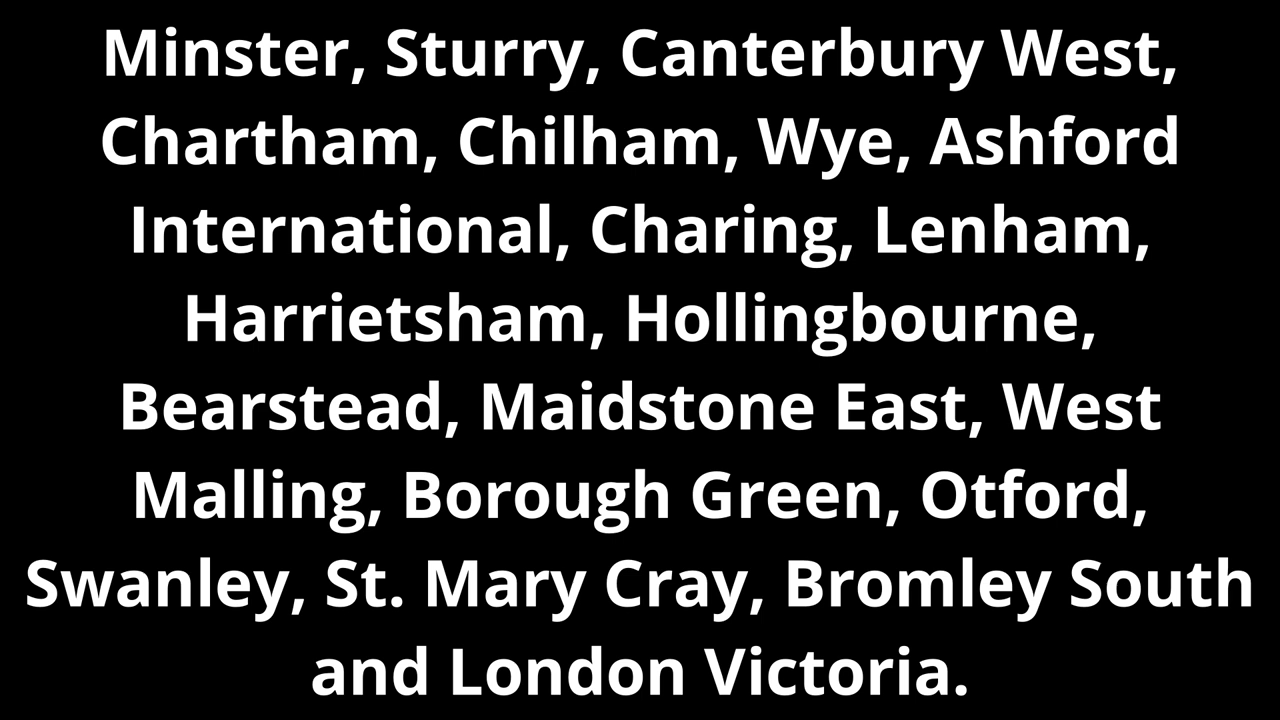 Minster, Sturry, Canterbury West,
Chartham, Chilham, Wye, Ashford
International, Charing, Lenham,
Harrietsham, Hollingbourne,
Bearstead, Maidstone East, West
Malling, Borough Green, Otford,
Swanley, St. Mary Cray, Bromley South
and London Victoria.